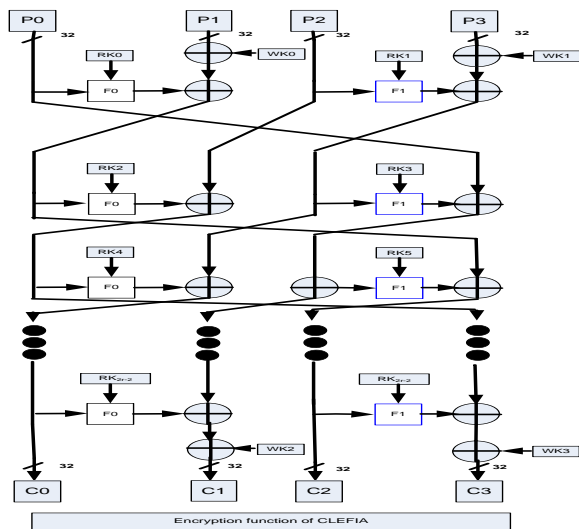 P0 P1 P2 P3
32 32 32 32
RK0 WK0 RK1 WK1
F0 F1
RK2 RK3
F0 F1
RK4 RK5
F0 F1
RK2r-2 RK2r-2
F0 F1
WK2 WK3
32 32 32 32
C0 C1 C2 C3
Encryption function of CLEFIA